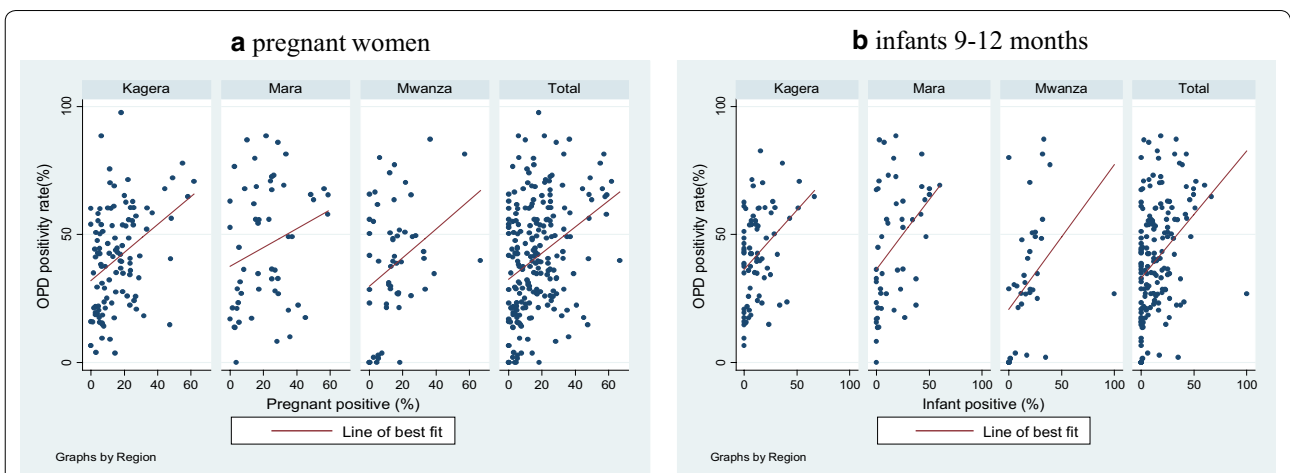 a pregnant women
Kagera Mara Mwanza Total
OPD positivity rate(%)
100
50
0
0 20 40 60 0 20 40 60 0 20 40 60 0 20 40 60
Pregnant positive (%)
Line of best fit
Graphs by Region
b infants 9-12 months
Kagera Mara Mwanza Total
OPD positivity rate(%)
100
50
0
0 50 100 0 50 100 0 50 100 0 50 100
Infant positive (%)
Line of best fit
Graphs by Region